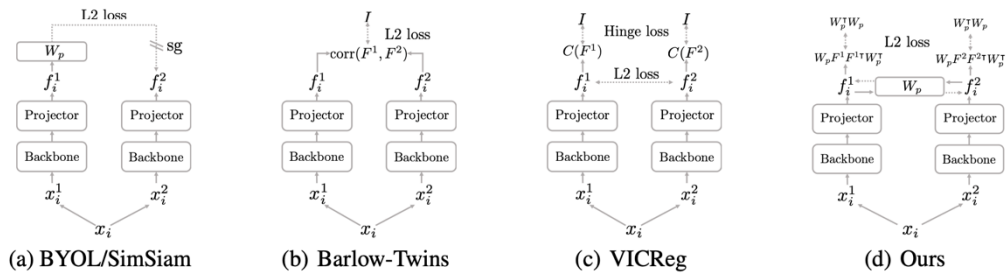 L2 loss
W_p
sg
f_i^1 f_i^2
Projector Projector
Backbone Backbone
x_i^1 x_i^2
x_i
(a) BYOL/SimSiam
I
L2 loss
corr(F^1, F^2)
f_i^1 f_i^2
Projector Projector
Backbone Backbone
x_i^1 x_i^2
x_i
(b) Barlow-Twins
I I
Hinge loss
C(F^1) C(F^2)
L2 loss
f_i^1 f_i^2
Projector Projector
Backbone Backbone
x_i^1 x_i^2
x_i
(c) VICReg
W_p^⊺W_p W_p^⊺W_p
L2 loss
W_pF^1F^{1⊺}W_p^⊺ W_pF^2F^{2⊺}W_p^⊺
f_i^1 W_p f_i^2
Projector Projector
Backbone Backbone
x_i^1 x_i^2
x_i
(d) Ours